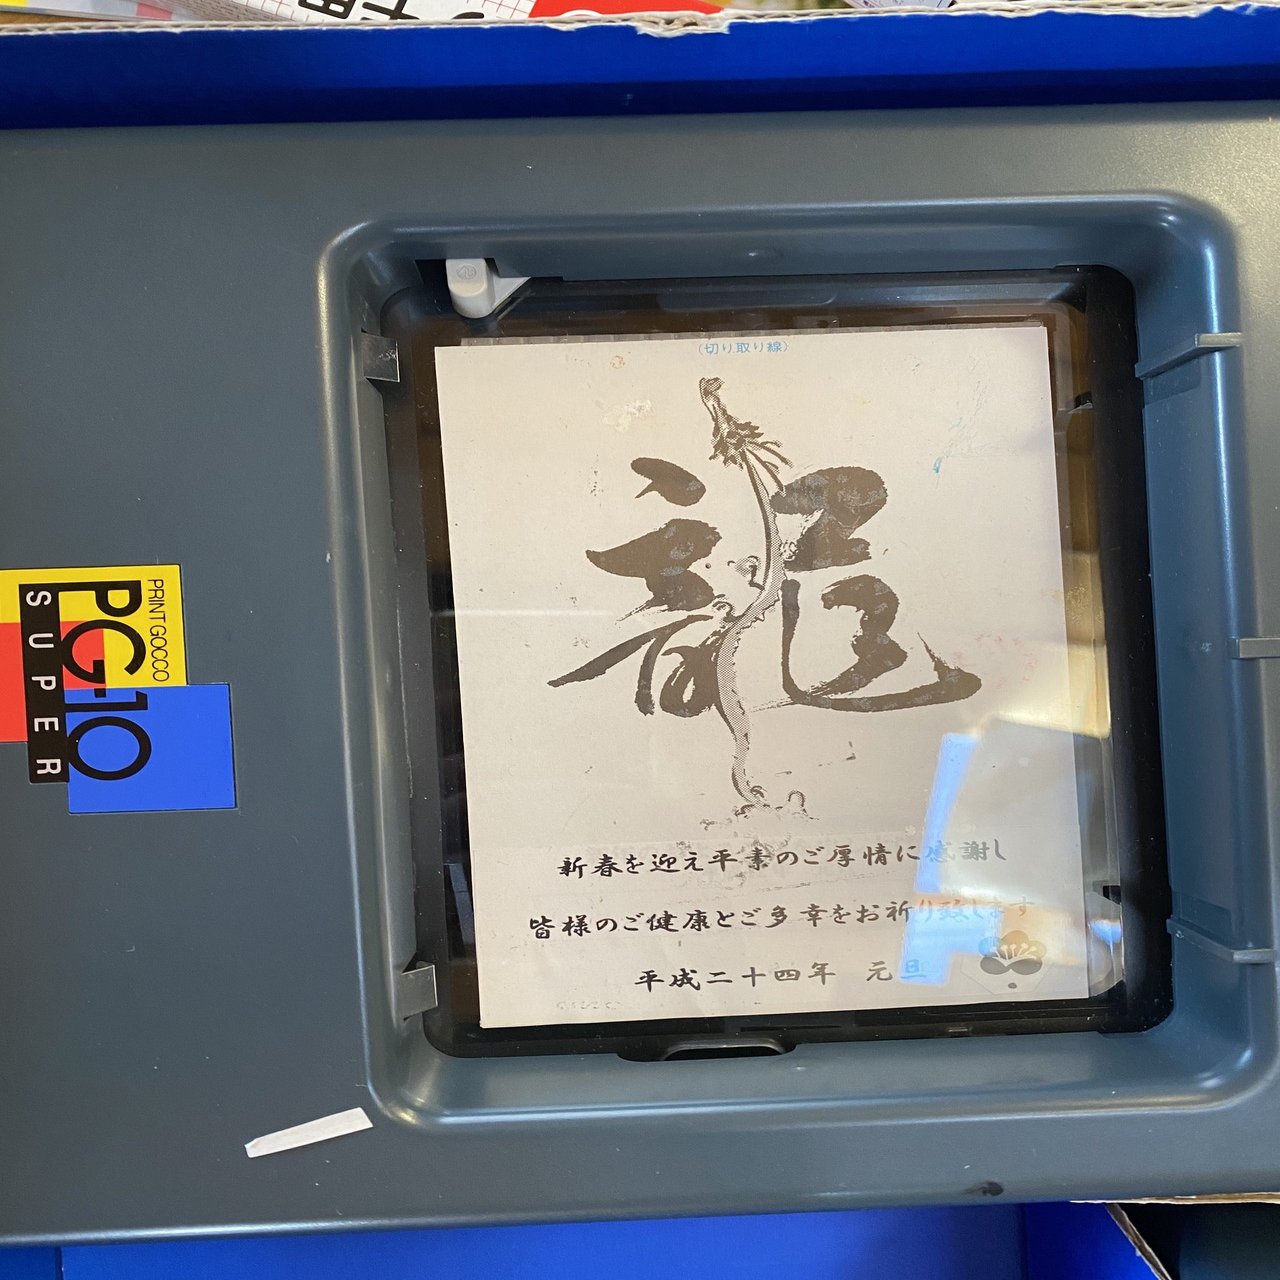 (切り取り線)
龍
新春を迎え平素のご厚情に感謝し
皆様のご健康とご多幸をお祈り致します
平成二十四年 元旦
PRINT GOCCO
PG-10
SUPER